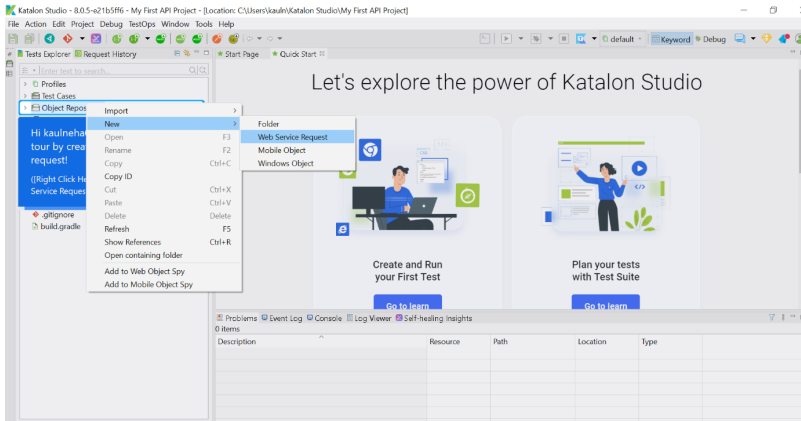 Katalon Studio - 8.0.5-e21b5ff6 - My First API Project - [Location: C:\Users\kauln\Katalon Studio\My First API Project]
File Action Edit Project Debug TestOps Window Tools Help
default
Keyword
Debug
Tests Explorer
Request History
Start Page
Quick Start
Enter text to search...
Profiles
Test Cases
Object Repos
Hi kaulneha
tour by crea
request!
([Right Click He
Service Reques
.gitignore
build.gradle
Import
New
Open F3
Rename F2
Copy Ctrl+C
Copy ID
Cut Ctrl+X
Paste Ctrl+V
Delete Delete
Refresh F5
Show References Ctrl+R
Open containing folder
Add to Web Object Spy
Add to Mobile Object Spy
Folder
Web Service Request
Mobile Object
Windows Object
Let's explore the power of Katalon Studio
Create and Run
your First Test
Go to learn
Plan your tests
with Test Suite
Go to learn
Problems Event Log Console Log Viewer Self-healing Insights
0 items
Description Resource Path Location Type